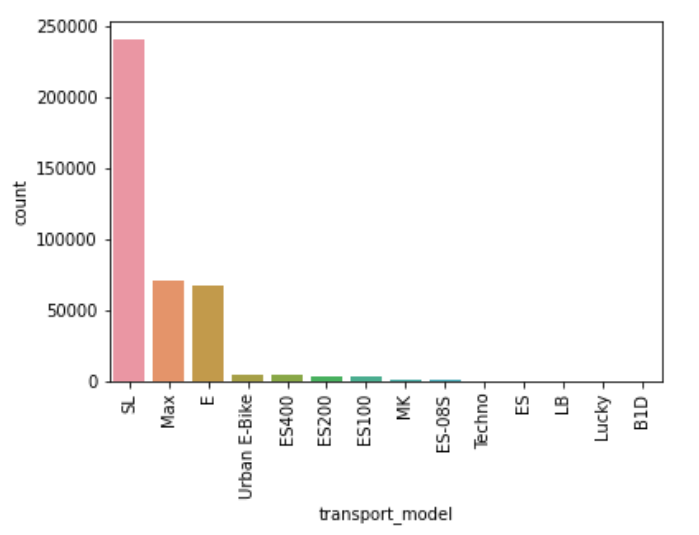 250000
200000
150000
100000
50000
0
count
SL
Max
E
Urban E-Bike
ES400
ES200
ES100
MK
ES-08S
Techno
ES
LB
Lucky
B1D
transport_model